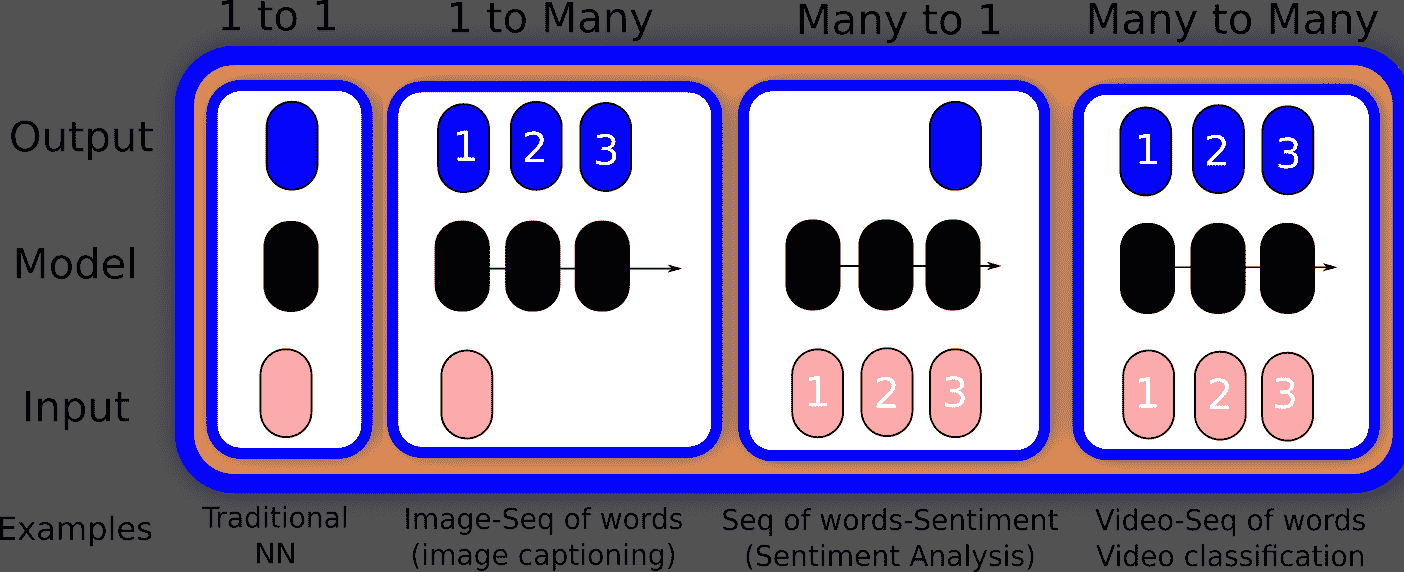 1 to 1
1 to Many
Many to 1
Many to Many
Output
1 2 3
1 2 3
Model
Input
1 2 3
1 2 3
Examples
Traditional
NN
Image-Seq of words
(image captioning)
Seq of words-Sentiment
(Sentiment Analysis)
Video-Seq of words
Video classification